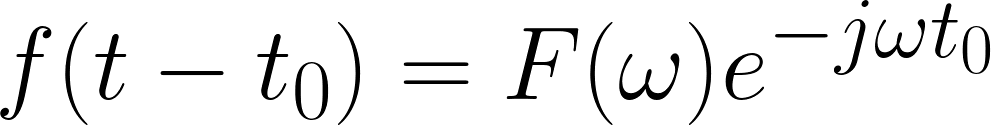 f(t − t₀) = F(ω)e^{−jωt₀}